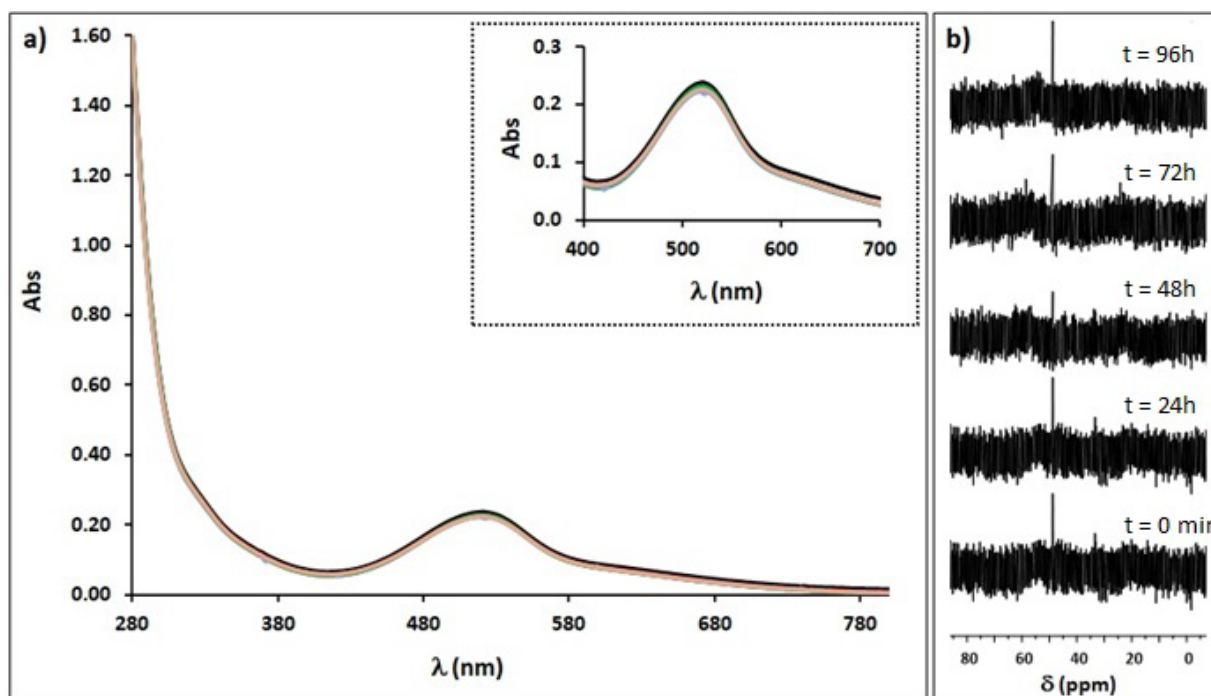 a)
1.60
1.40
1.20
1.00
0.80
0.60
0.40
0.20
0.00
Abs
280 380 480 580 680 780
λ (nm)
0.3
0.2
0.1
0.0
Abs
400 500 600 700
λ (nm)
b)
t = 96h
t = 72h
t = 48h
t = 24h
t = 0 min
80 60 40 20 0
δ (ppm)